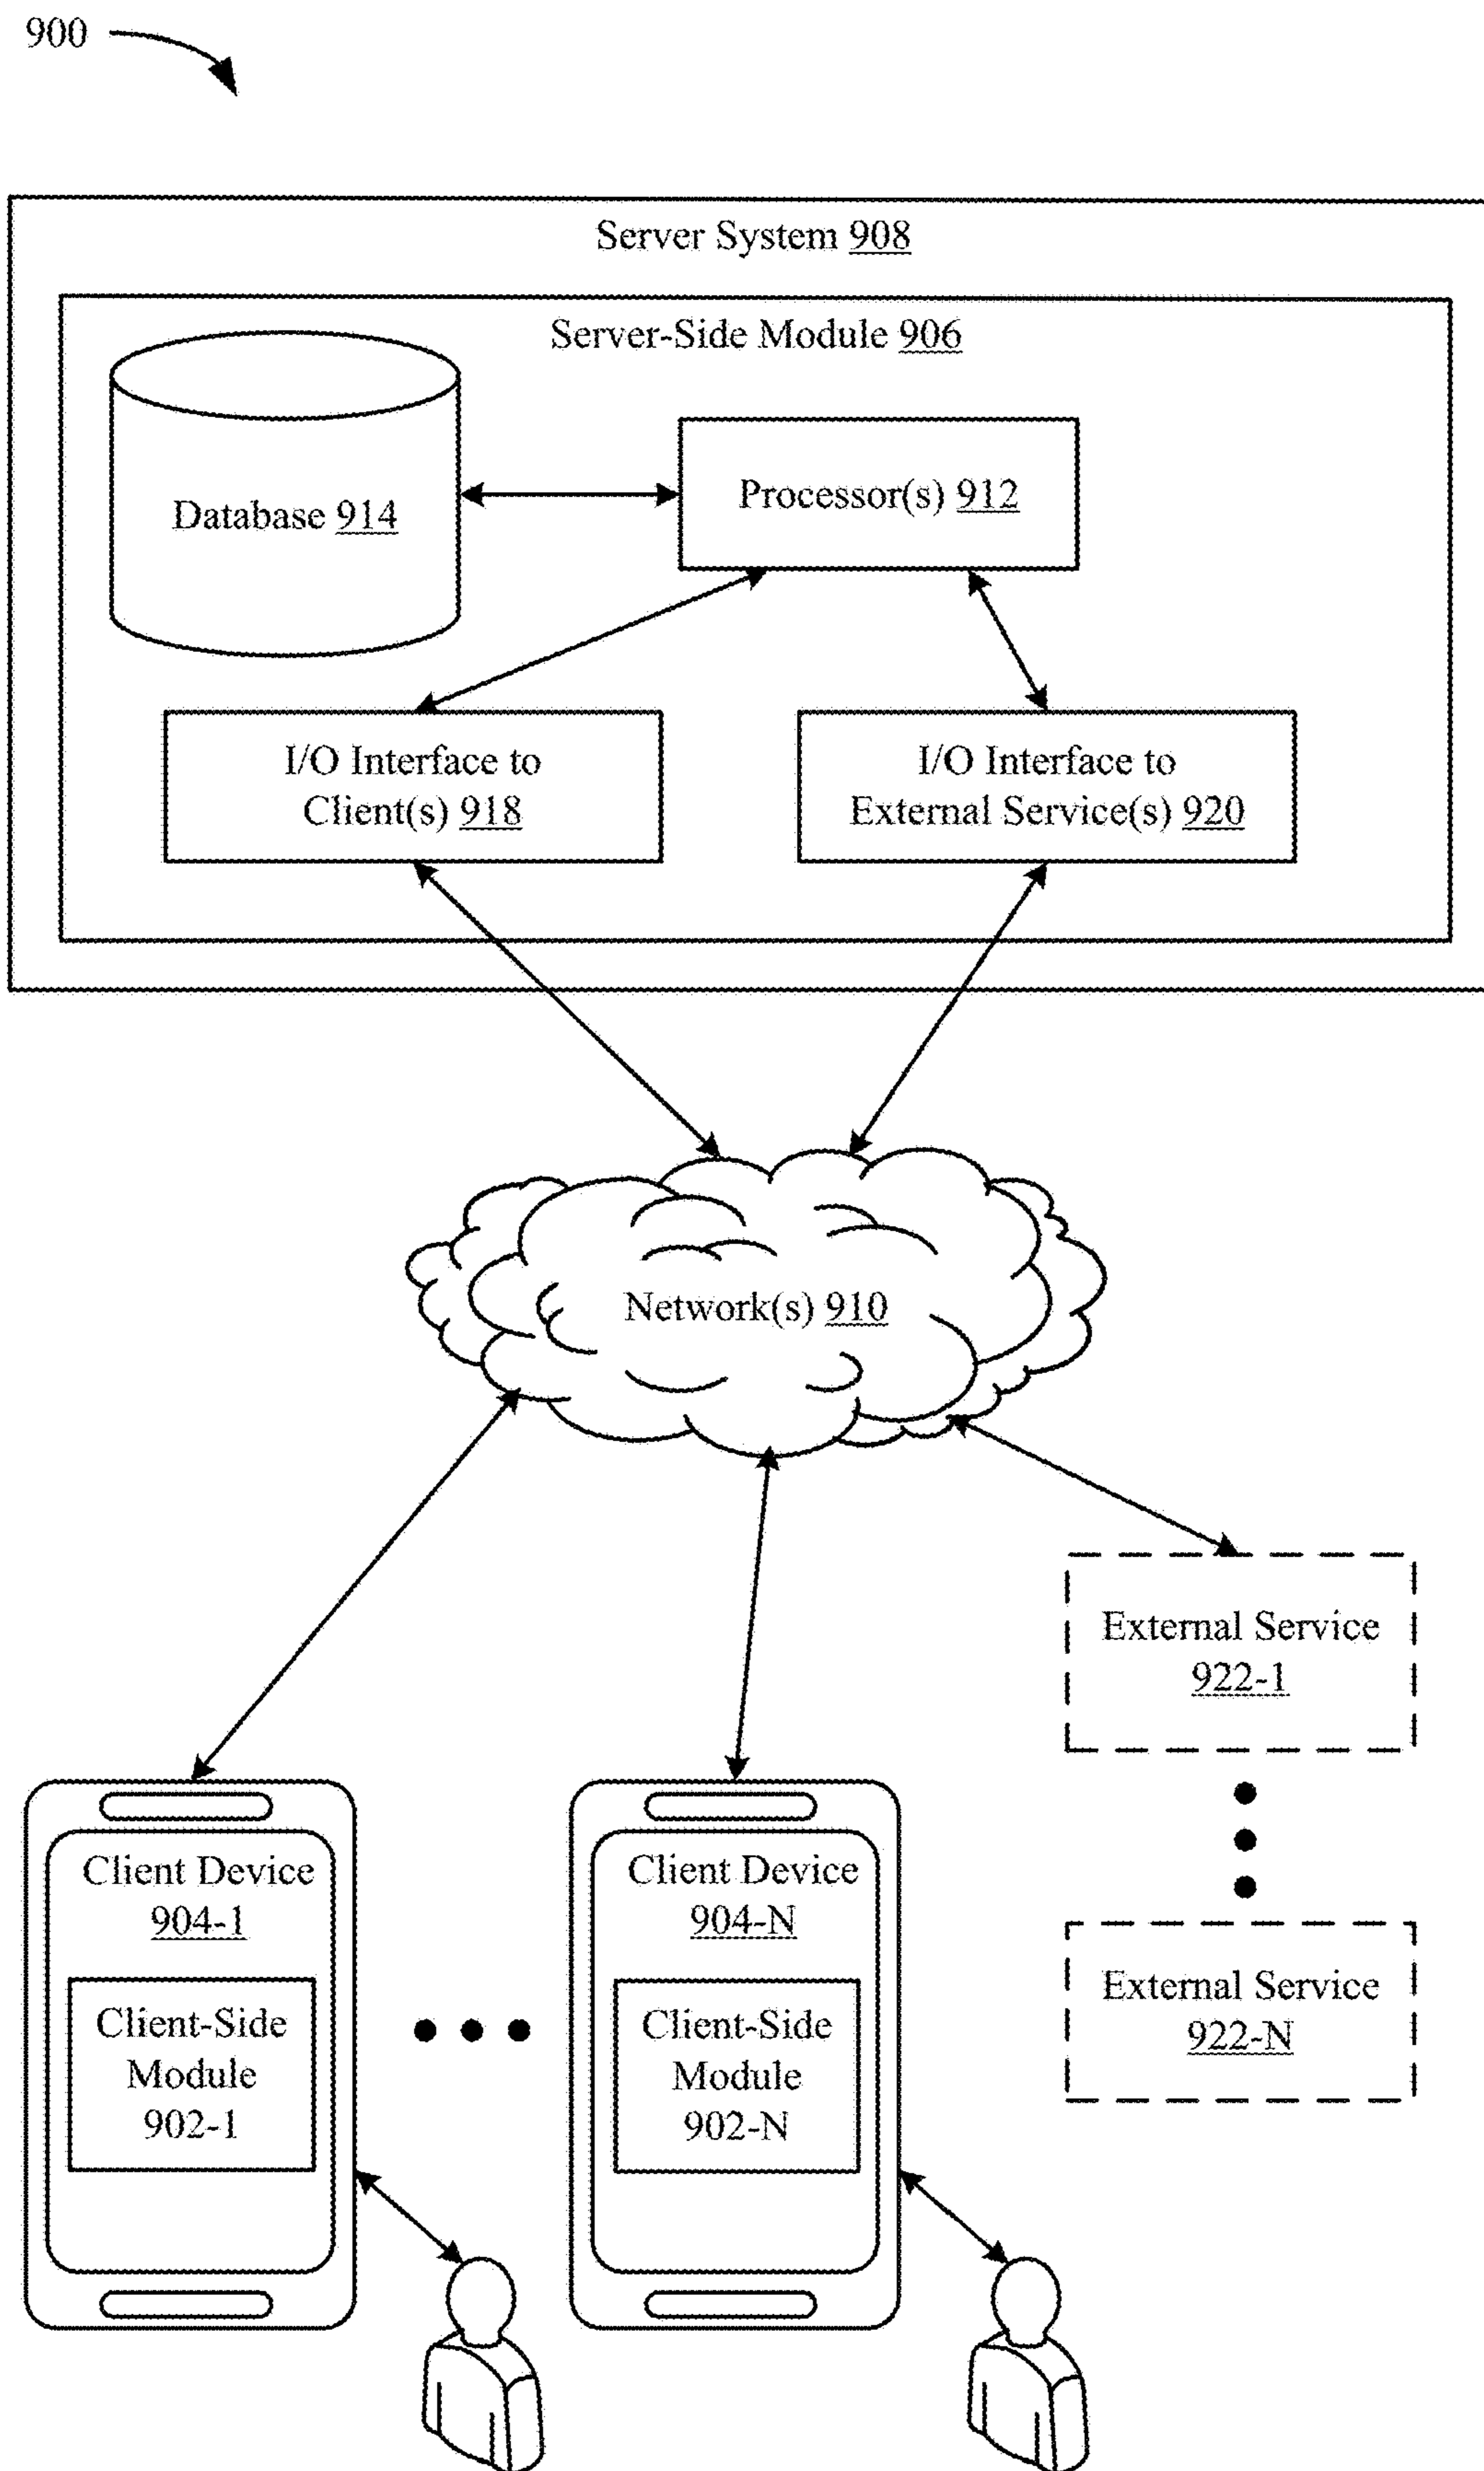 900
Server System 908
Server-Side Module 906
Database 914
Processor(s) 912
I/O Interface to
Client(s) 918
I/O Interface to
External Service(s) 920
Network(s) 910
External Service
922-1
Client Device
904-1
Client-Side
Module
902-1
Client Device
904-N
Client-Side
Module
902-N
External Service
922-N